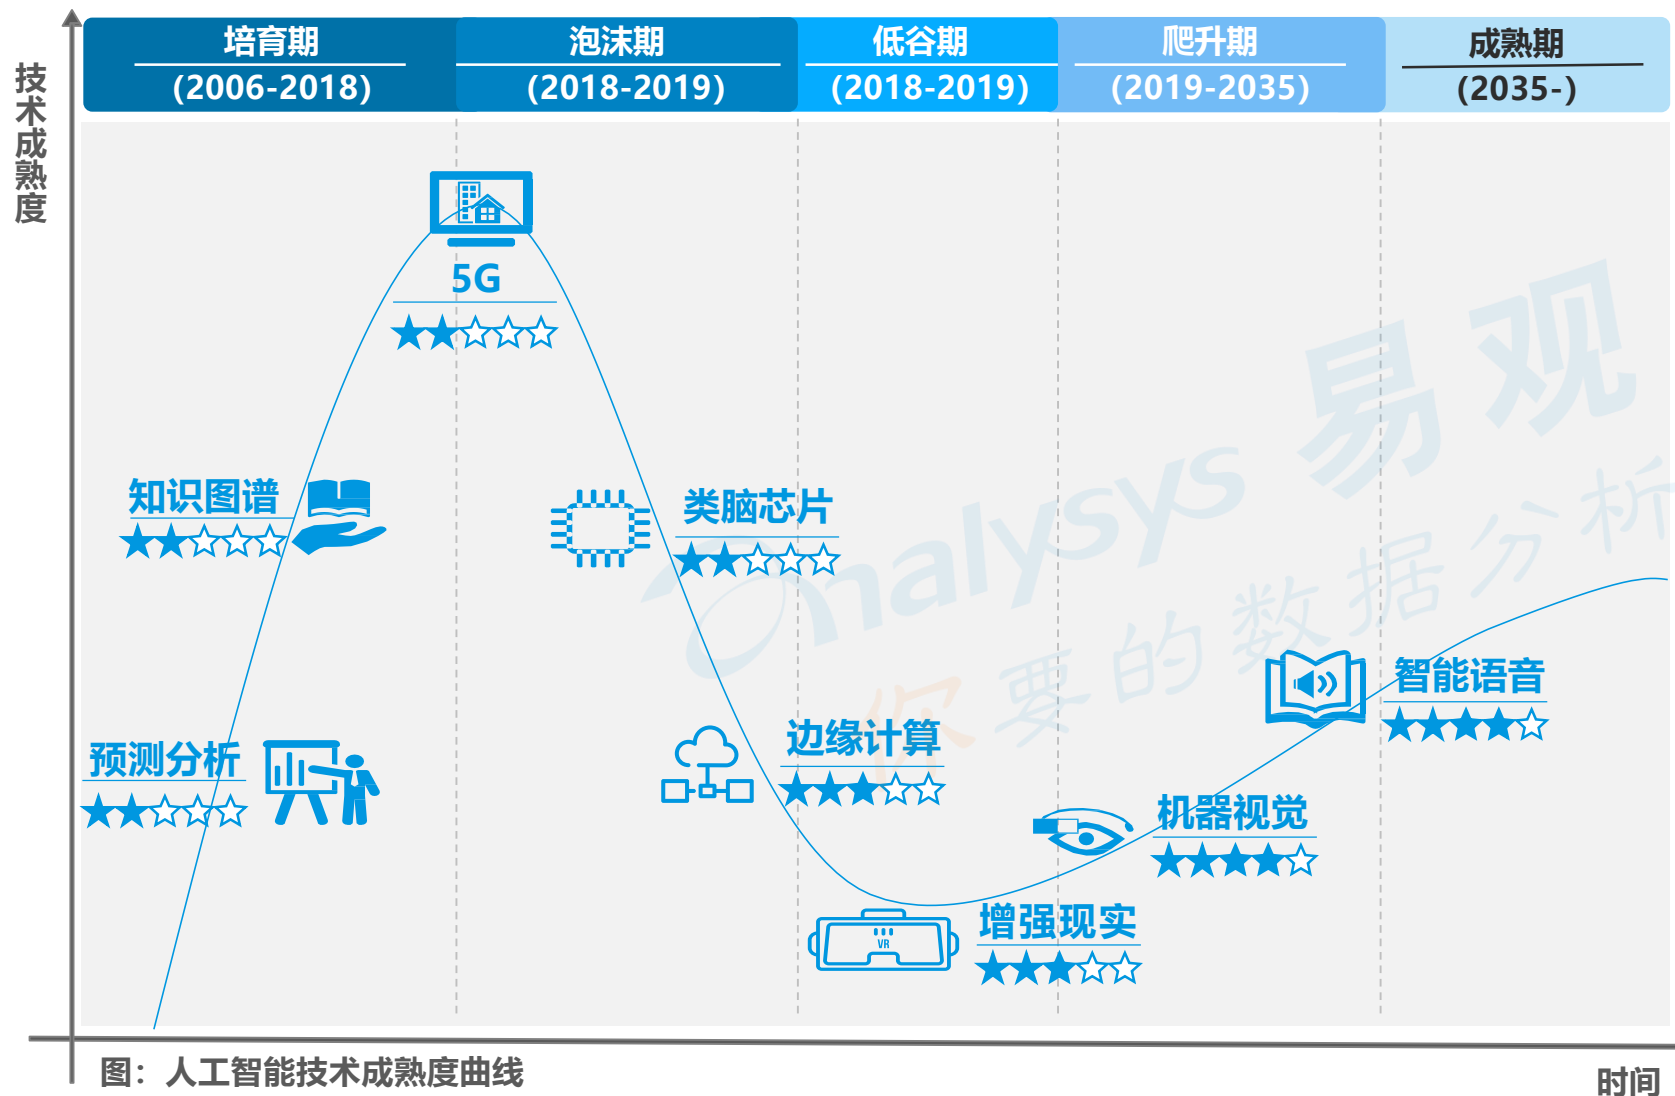 培育期
(2006-2018)
泡沫期
(2018-2019)
低谷期
(2018-2019)
爬升期
(2019-2035)
成熟期
(2035-)
技术成熟度
5G
知识图谱
类脑芯片
预测分析
边缘计算
智能语音
机器视觉
增强现实
VR
analysys 易观
你要的数据分析
图：人工智能技术成熟度曲线
时间